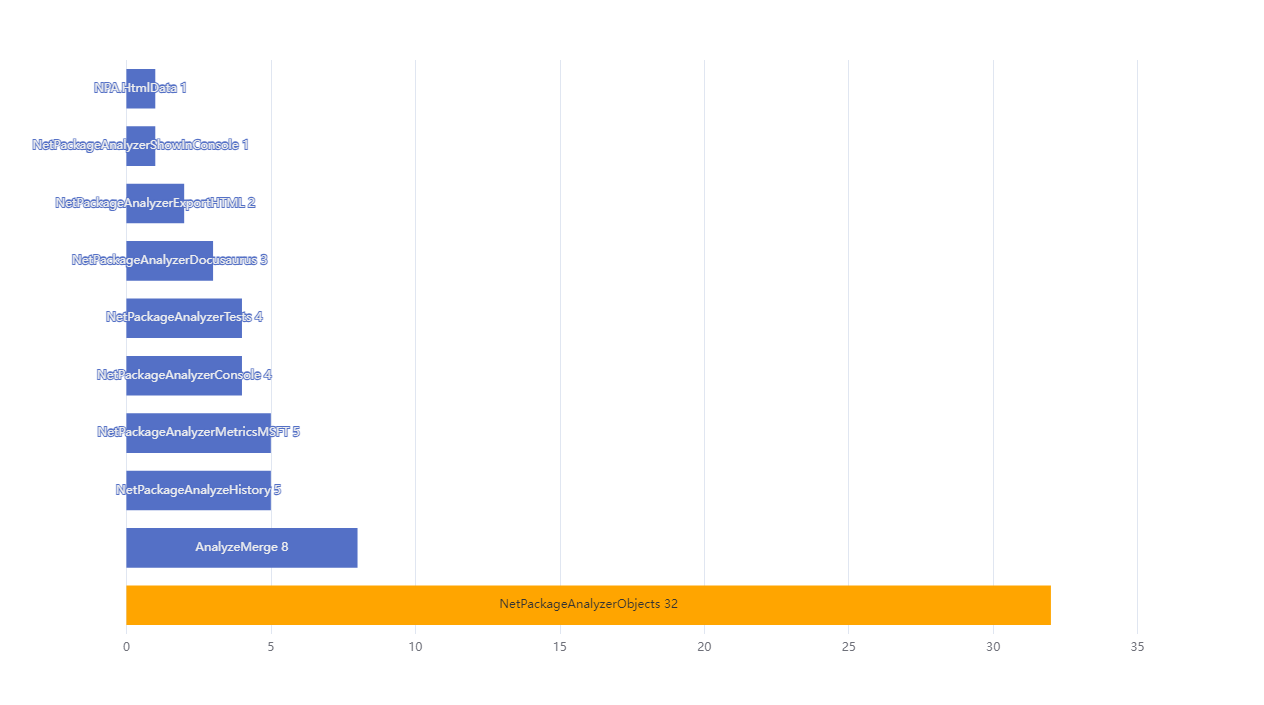 NPA.HtmlData 1
NetPackageAnalyzerShowInConsole 1
NetPackageAnalyzerExportHTML 2
NetPackageAnalyzerDocusaurus 3
NetPackageAnalyzerTests 4
NetPackageAnalyzerConsole 4
NetPackageAnalyzerMetricsMSFT 5
NetPackageAnalyzeHistory 5
AnalyzeMerge 8
NetPackageAnalyzerObjects 32
0 5 10 15 20 25 30 35